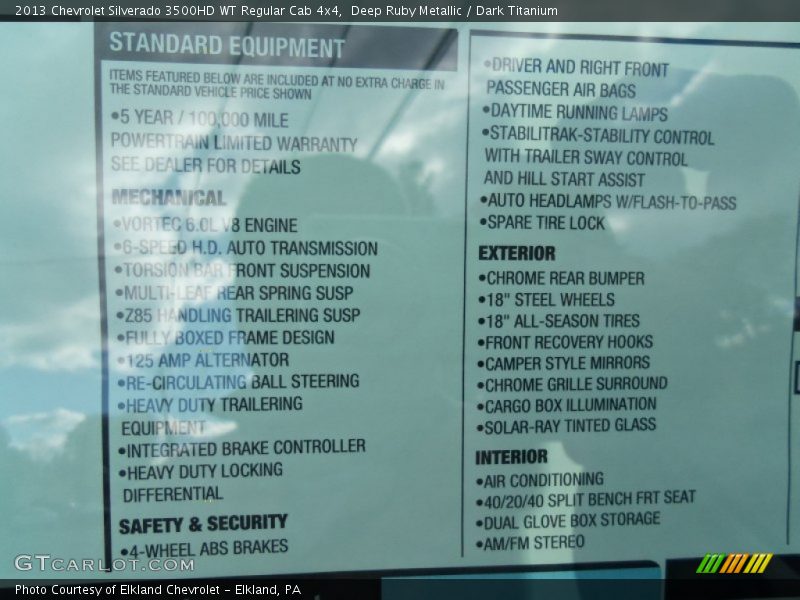 2013 Chevrolet Silverado 3500HD WT Regular Cab 4x4, Deep Ruby Metallic / Dark Titanium
STANDARD EQUIPMENT
ITEMS FEATURED BELOW ARE INCLUDED AT NO EXTRA CHARGE IN
THE STANDARD VEHICLE PRICE SHOWN
•5 YEAR / 100,000 MILE
POWERTRAIN LIMITED WARRANTY
SEE DEALER FOR DETAILS
MECHANICAL
•VORTEC 6.0L V8 ENGINE
•6-SPEED H.D. AUTO TRANSMISSION
•TORSION BAR FRONT SUSPENSION
•MULTI-LEAF REAR SPRING SUSP
•Z85 HANDLING TRAILERING SUSP
•FULLY BOXED FRAME DESIGN
•125 AMP ALTERNATOR
•RE-CIRCULATING BALL STEERING
•HEAVY DUTY TRAILERING
EQUIPMENT
•INTEGRATED BRAKE CONTROLLER
•HEAVY DUTY LOCKING
DIFFERENTIAL
SAFETY & SECURITY
•4-WHEEL ABS BRAKES
•DRIVER AND RIGHT FRONT
PASSENGER AIR BAGS
•DAYTIME RUNNING LAMPS
•STABILITRAK-STABILITY CONTROL
WITH TRAILER SWAY CONTROL
AND HILL START ASSIST
•AUTO HEADLAMPS W/FLASH-TO-PASS
•SPARE TIRE LOCK
EXTERIOR
•CHROME REAR BUMPER
•18" STEEL WHEELS
•18" ALL-SEASON TIRES
•FRONT RECOVERY HOOKS
•CAMPER STYLE MIRRORS
•CHROME GRILLE SURROUND
•CARGO BOX ILLUMINATION
•SOLAR-RAY TINTED GLASS
INTERIOR
•AIR CONDITIONING
•40/20/40 SPLIT BENCH FRT SEAT
•DUAL GLOVE BOX STORAGE
•AM/FM STEREO
GTCARLOT.COM
Photo Courtesy of Elkland Chevrolet – Elkland, PA